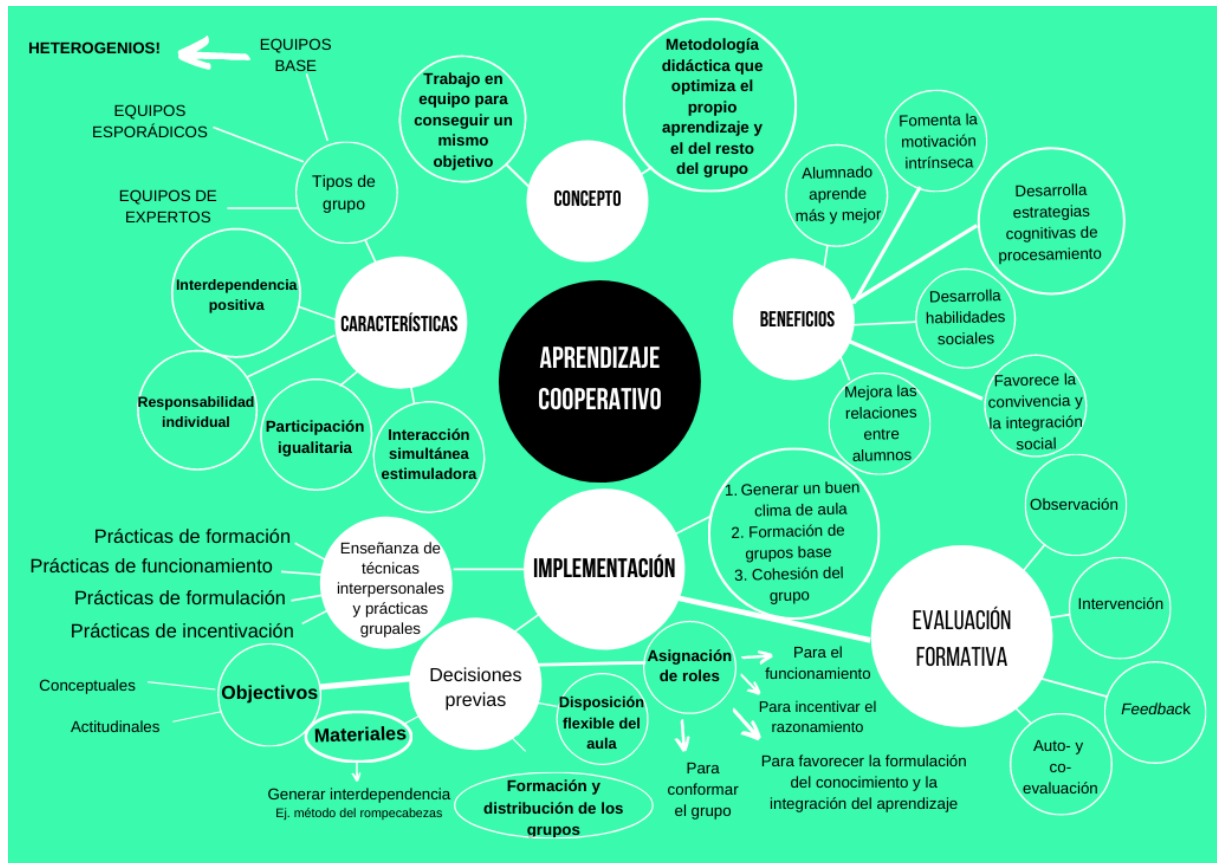 HETEROGENIOS!
EQUIPOS
BASE
EQUIPOS
ESPORÁDICOS
EQUIPOS DE
EXPERTOS
Tipos de
grupo
Trabajo en
equipo para
conseguir un
mismo
objetivo
Metodología
didáctica que
optimiza el
propio
aprendizaje y
el del resto
del grupo
CONCEPTO
Alumnado
aprende
más y mejor
Fomenta la
motivación
intrínseca
Desarrolla
estrategias
cognitivas de
procesamiento
Desarrolla
habilidades
sociales
Favorece la
convivencia y
la integración
social
Mejora las
relaciones
entre
alumnos
BENEFICIOS
CARACTERÍSTICAS
Interdependencia
positiva
Responsabilidad
individual
Participación
igualitaria
Interacción
simultánea
estimuladora
APRENDIZAJE
COOPERATIVO
IMPLEMENTACIÓN
1. Generar un buen
clima de aula
2. Formación de
grupos base
3. Cohesión del
grupo
Enseñanza de
técnicas
interpersonales
y prácticas
grupales
Prácticas de formación
Prácticas de funcionamiento
Prácticas de formulación
Prácticas de incentivación
Decisiones
previas
Objectivos
Conceptuales
Actitudinales
Materiales
Generar interdependencia
Ej. método del rompecabezas
Formación y
distribución de los
grupos
Disposición
flexible del
aula
Asignación
de roles
Para el
funcionamiento
Para incentivar el
razonamiento
Para favorecer la formulación
del conocimiento y la
integración del aprendizaje
Para
conformar
el grupo
EVALUACIÓN
FORMATIVA
Observación
Intervención
Feedback
Auto- y
co-
evaluación